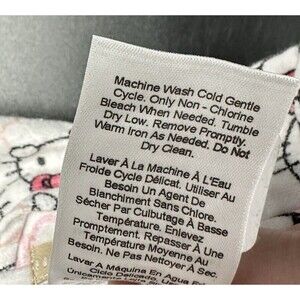 Machine Wash Cold Gentle
Cycle. Only Non - Chlorine
Bleach When Needed. Tumble
Dry Low. Remove Promptly.
Warm Iron As Needed. Do Not
Dry Clean.
Laver À La Machine À L'Eau
Froide Cycle Délicat. Utiliser Au
Besoin Un Agent De
Blanchiment Sans Chlore.
Sécher Par Culbutage À Basse
Température. Enlevez
Promptement. Repasser À Une
Température Moyenne Au
Besoin. Ne Pas Nettoyer À Sec.
Lavar A Máquina En Agua
Ciclo Delicado.